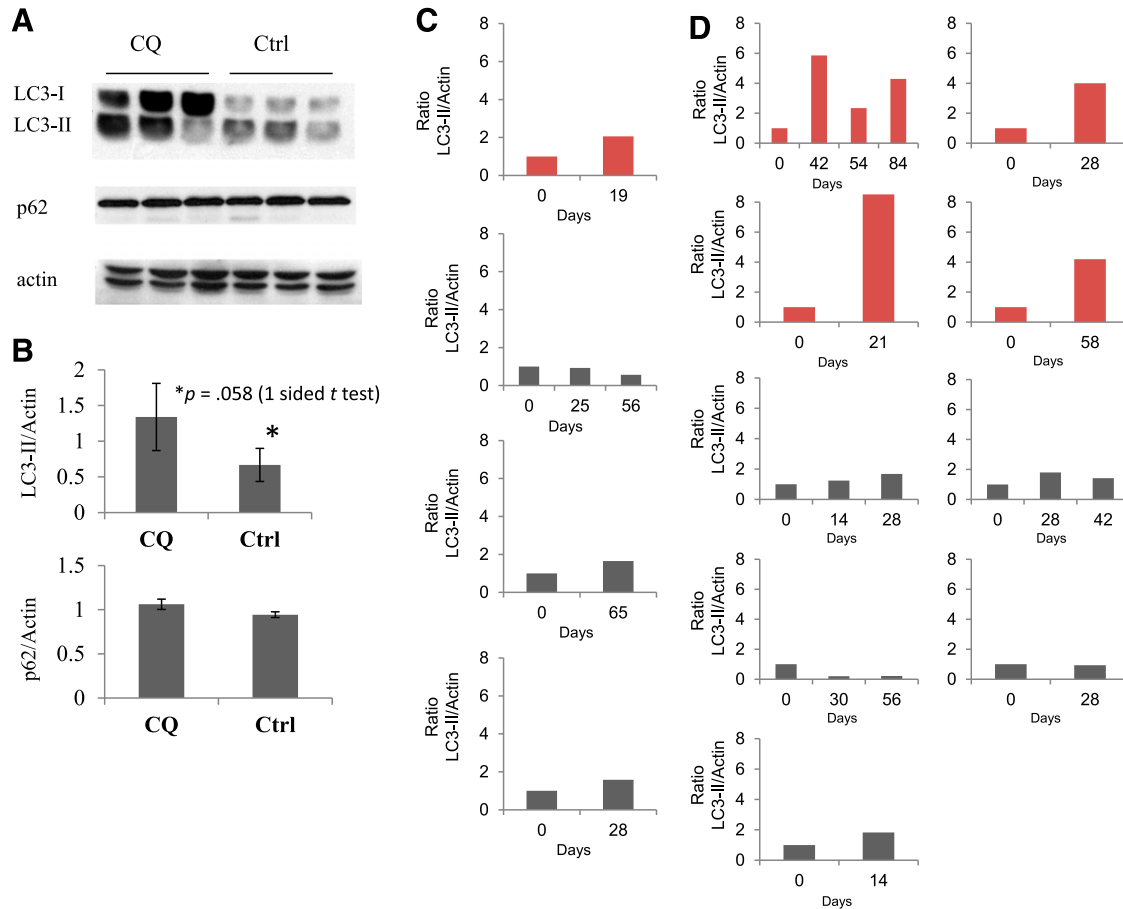 A
CQ
Ctrl
LC3-I
LC3-II
p62
actin
B
LC3-II/Actin
2
1.5
1
0.5
0
*p = .058 (1 sided t test)
*
CQ
Ctrl
p62/Actin
1.5
1
0.5
0
CQ
Ctrl
C
Ratio
LC3-II/Actin
8
6
4
2
0
0 19
Days
Ratio
LC3-II/Actin
8
6
4
2
0
0 25 56
Days
Ratio
LC3-II/Actin
8
6
4
2
0
0 65
Days
Ratio
LC3-II/Actin
8
6
4
2
0
0 28
Days
D
Ratio
LC3-II/Actin
8
6
4
2
0
0 42 54 84
Days
8
6
4
2
0
0 28
Days
Ratio
LC3-II/Actin
8
6
4
2
0
0 21
Days
8
6
4
2
0
0 58
Days
Ratio
LC3-II/Actin
8
6
4
2
0
0 14 28
Days
8
6
4
2
0
0 28 42
Days
Ratio
LC3-II/Actin
8
6
4
2
0
0 30 56
Days
8
6
4
2
0
0 28
Days
Ratio
LC3-II/Actin
8
6
4
2
0
0 14
Days